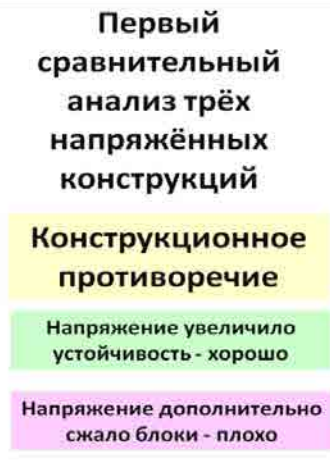 Первый
сравнительный
анализ трёх
напряжённых
конструкций
Конструкционное
противоречие
Напряжение увеличило
устойчивость - хорошо
Напряжение дополнительно
сжало блоки - плохо